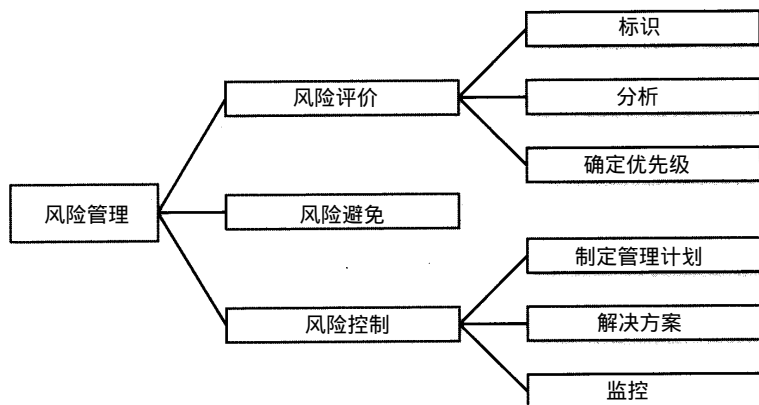 标识
风险评价
分析
确定优先级
风险管理
风险避免
制定管理计划
风险控制
解决方案
监控